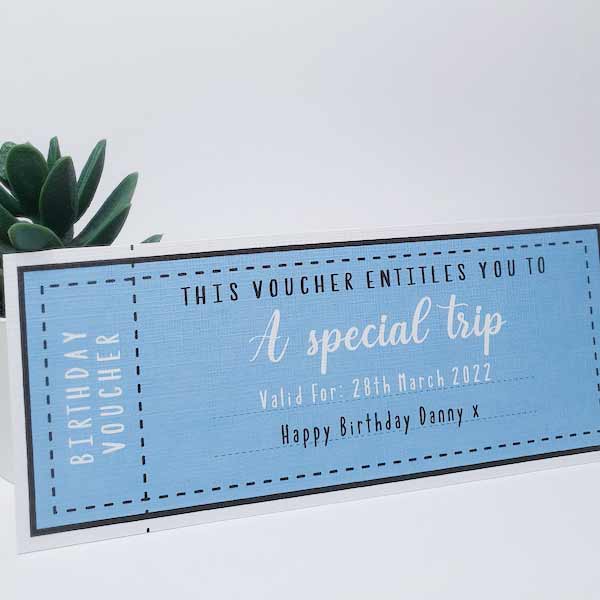 BIRTHDAY
VOUCHER
THIS VOUCHER ENTITLES YOU TO
A special trip
Valid For: 28th March 2022
Happy Birthday Danny x